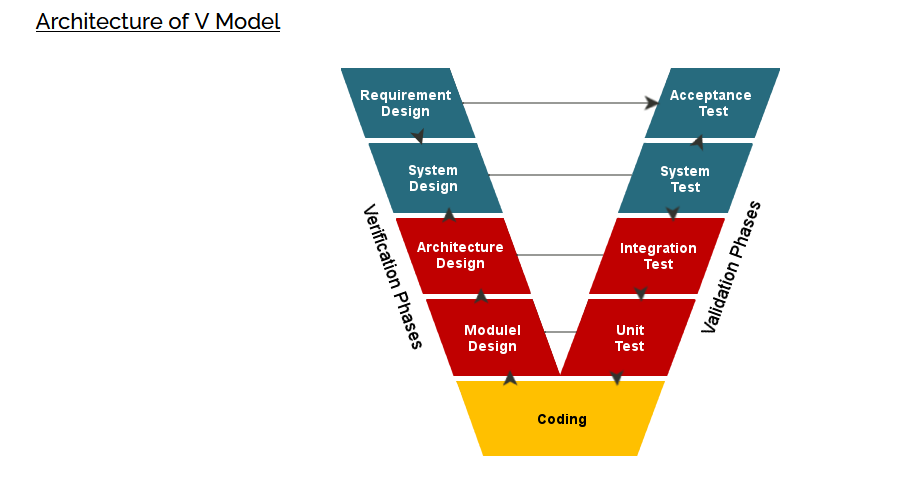 Architecture of V Model
Requirement
Design
Acceptance
Test
System
Design
System
Test
Verification Phases
Architecture
Design
Integration
Test
Validation Phases
Modulel
Design
Unit
Test
Coding